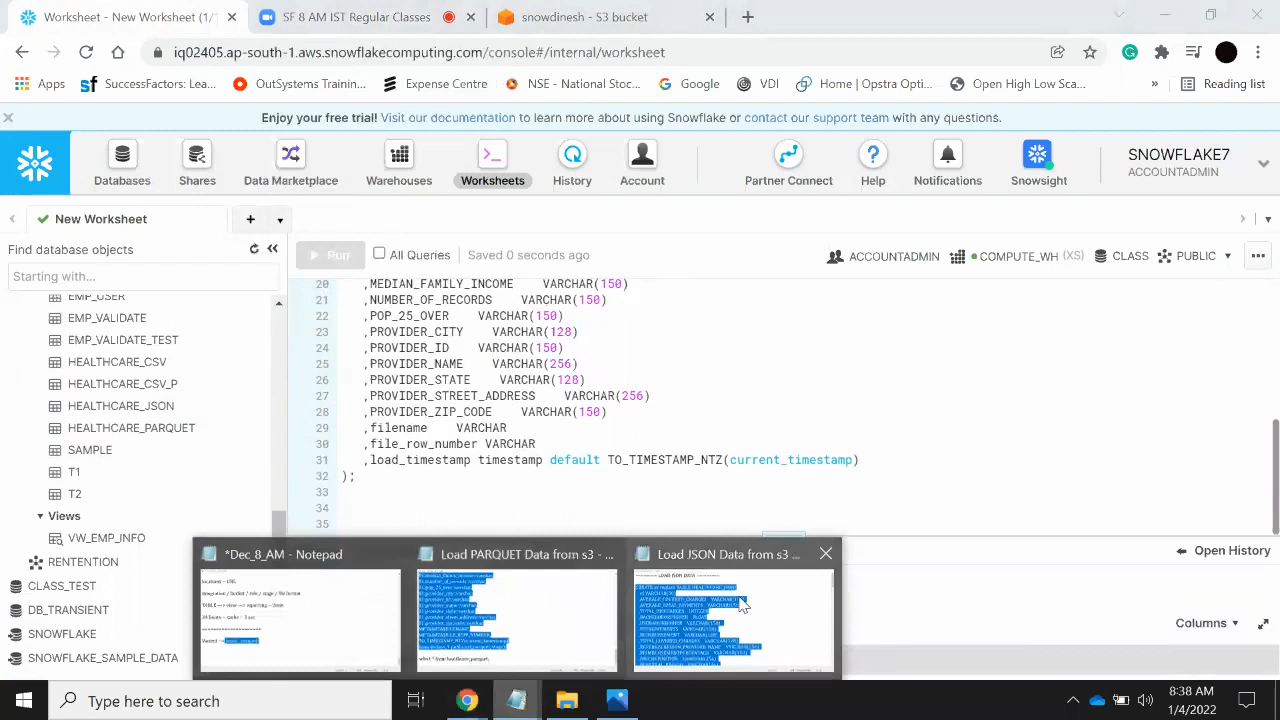 Worksheet - New Worksheet (1/
SF 8 AM IST Regular Classes
snowdinesh - S3 bucket
iq02405.ap-south-1.aws.snowflakecomputing.com/console#/internal/worksheet
Apps
SuccessFactors: Lea...
OutSystems Trainin...
Expense Centre
NSE - National Stoc...
Google
VDI
Home | Opstra Opti...
Open High Low Sca...
»
Reading list
Enjoy your free trial! Visit our documentation to learn more about using Snowflake or contact our support team with any questions.
Databases
Shares
Data Marketplace
Warehouses
Worksheets
History
Account
Partner Connect
Help
Notifications
Snowsight
SNOWFLAKE7
ACCOUNTADMIN
New Worksheet
Find database objects
Starting with...
Run
All Queries
Saved 0 seconds ago
ACCOUNTADMIN
COMPUTE_WH (XS)
CLASS
PUBLIC
EMP_USER
EMP_VALIDATE
EMP_VALIDATE_TEST
HEALTHCARE_CSV
HEALTHCARE_CSV_P
HEALTHCARE_JSON
HEALTHCARE_PARQUET
SAMPLE
T1
T2
Views
VW_EMP_INFO
RETENTION
CLASS_TEST
DB_TRANSIENT
SNOWFLAKE
20 ,MEDIAN_FAMILY_INCOME VARCHAR(150)
21 ,NUMBER_OF_RECORDS VARCHAR(150)
22 ,POP_25_OVER VARCHAR(150)
23 ,PROVIDER_CITY VARCHAR(128)
24 ,PROVIDER_ID VARCHAR(150)
25 ,PROVIDER_NAME VARCHAR(256)
26 ,PROVIDER_STATE VARCHAR(128)
27 ,PROVIDER_STREET_ADDRESS VARCHAR(256)
28 ,PROVIDER_ZIP_CODE VARCHAR(150)
29 ,filename VARCHAR
30 ,file_row_number VARCHAR
31 ,load_timestamp timestamp default TO_TIMESTAMP_NTZ(current_timestamp)
32 );
33
34
35
Open History
Columns
*Dec_8_AM - Notepad
Load PARQUET Data from s3 - ...
Load JSON Data from s3 ...
Type here to search
8:38 AM
1/4/2022